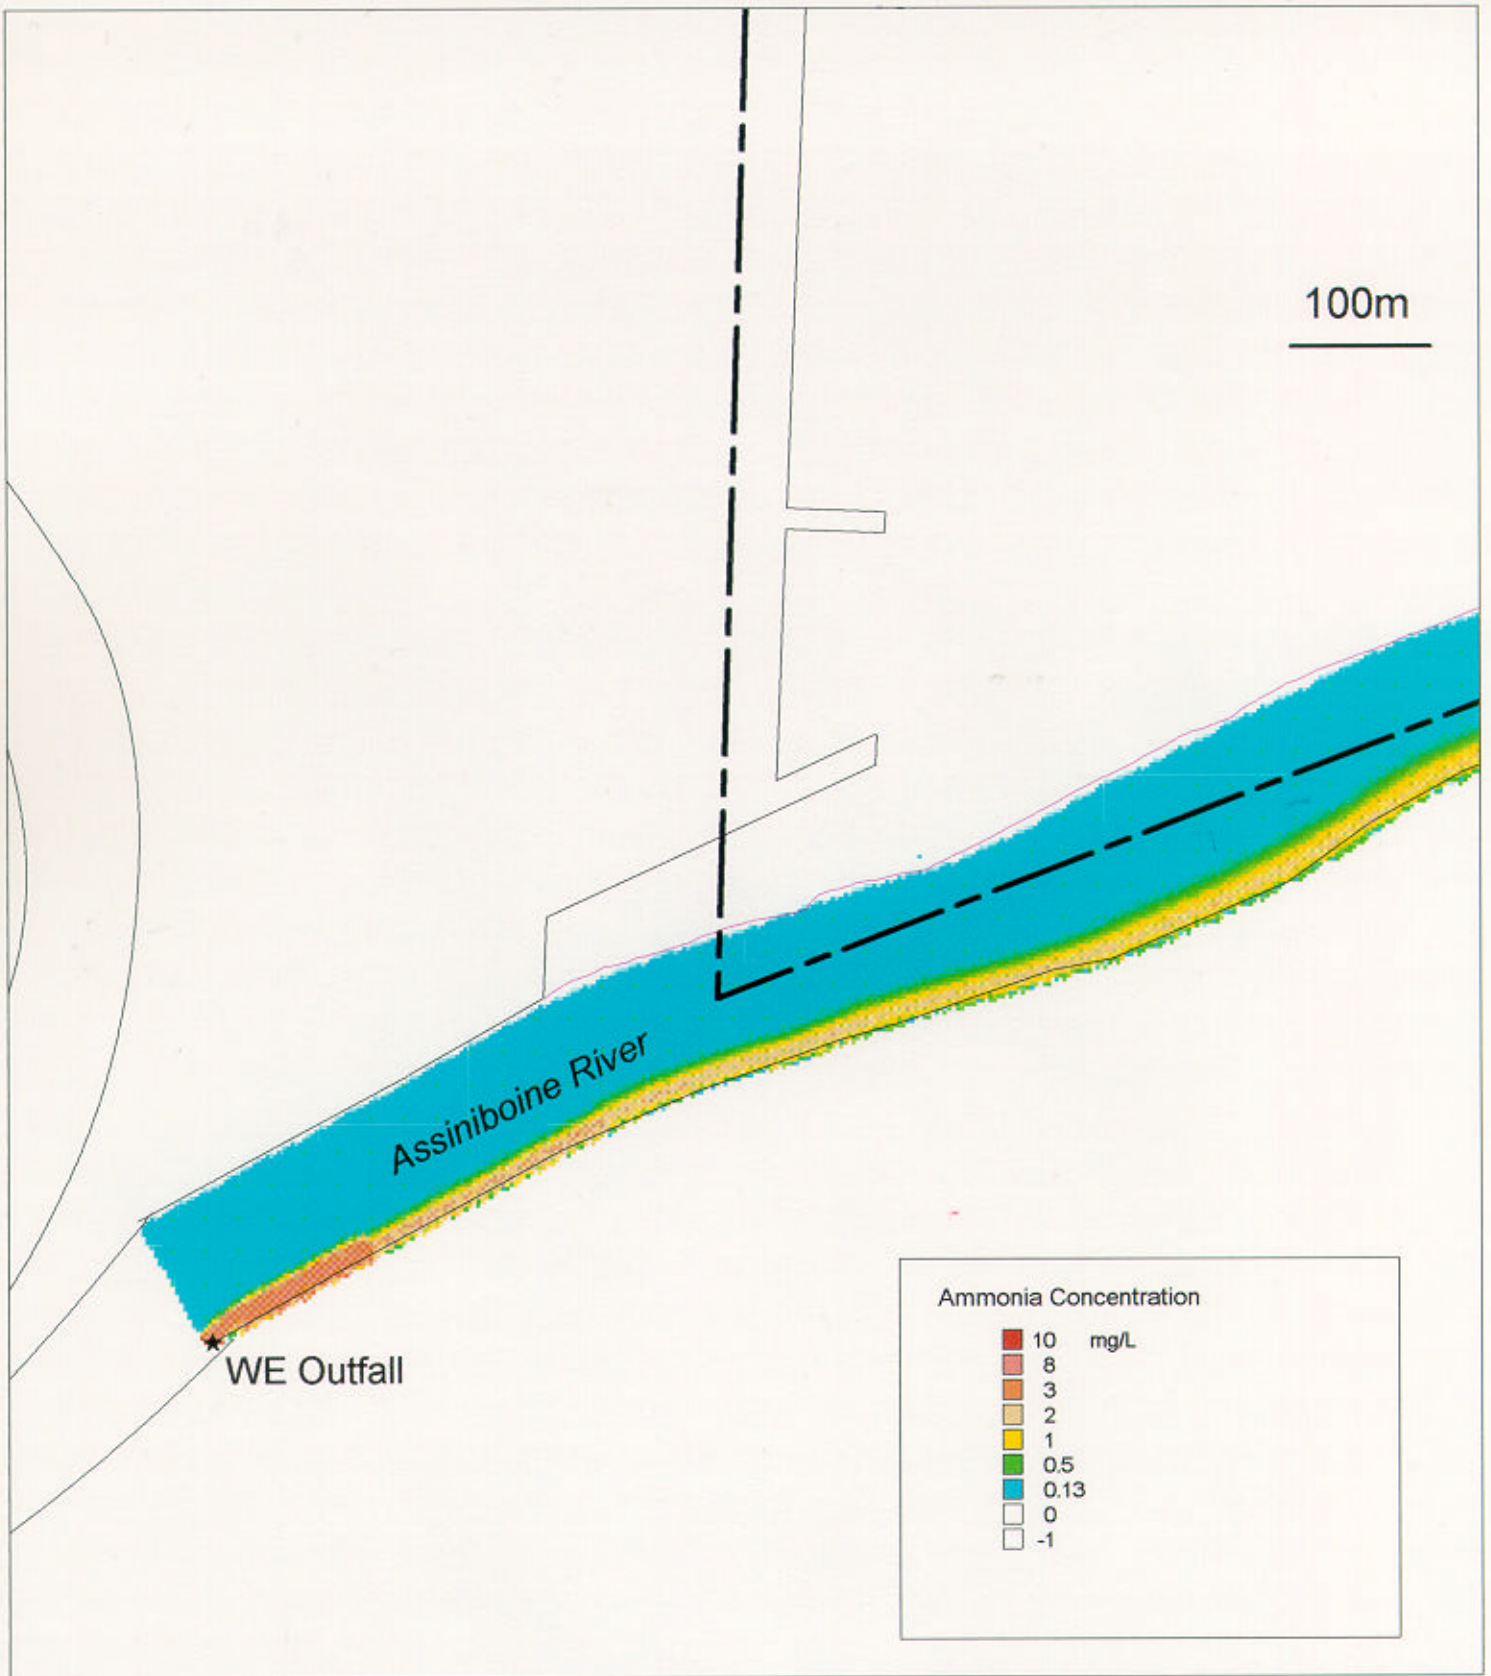 100m
Assiniboine River
WE Outfall
Ammonia Concentration
10 mg/L
8
3
2
1
0.5
0.13
0
-1